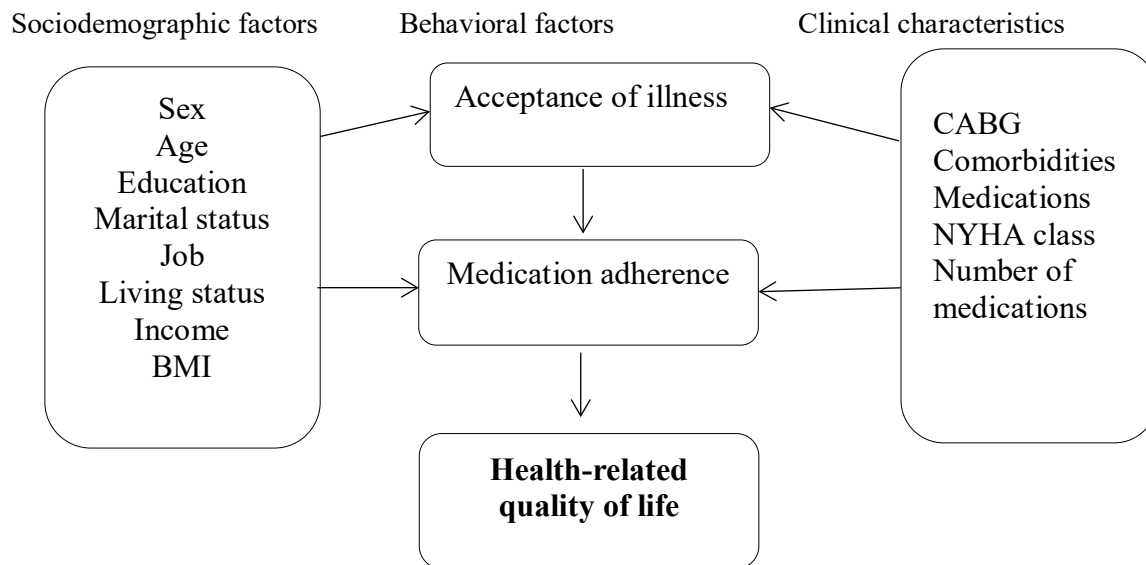 Sociodemographic factors
Behavioral factors
Clinical characteristics
Sex
Age
Education
Marital status
Job
Living status
Income
BMI
Acceptance of illness
Medication adherence
Health-related
quality of life
CABG
Comorbidities
Medications
NYHA class
Number of
medications